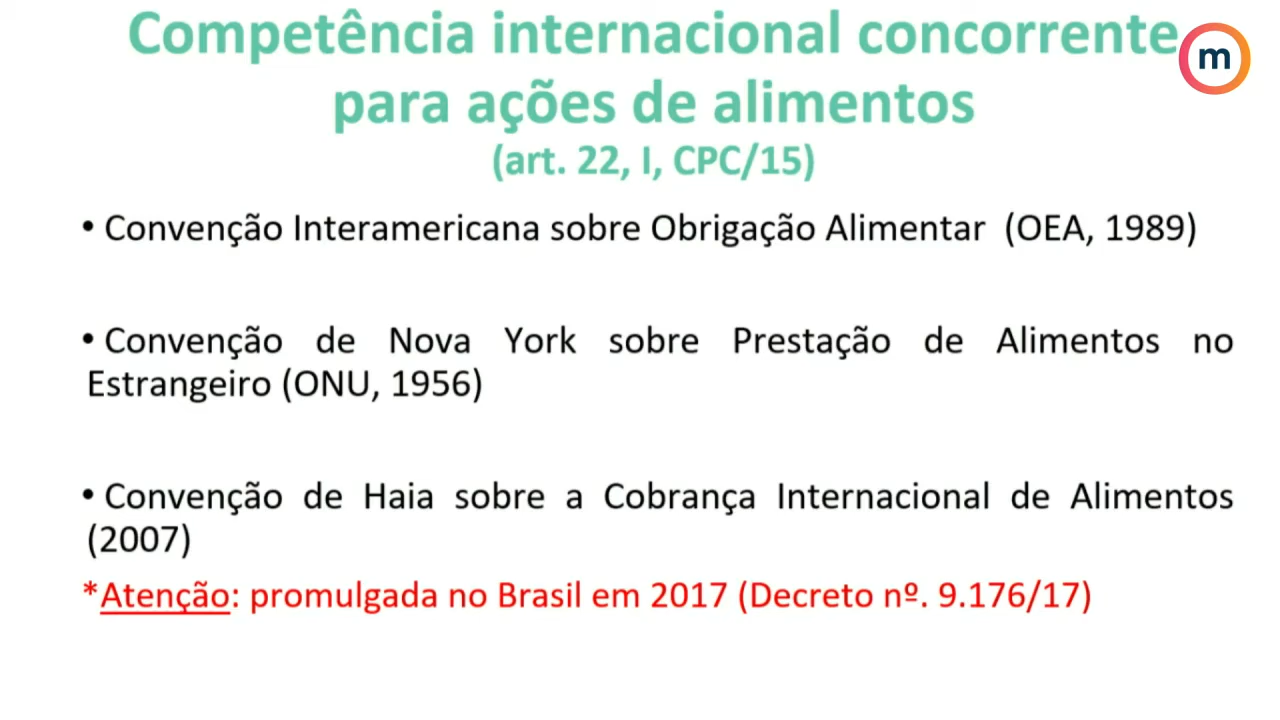 Competência internacional concorrente
para ações de alimentos
(art. 22, I, CPC/15)
m
• Convenção Interamericana sobre Obrigação Alimentar (OEA, 1989)
• Convenção de Nova York sobre Prestação de Alimentos no
Estrangeiro (ONU, 1956)
• Convenção de Haia sobre a Cobrança Internacional de Alimentos
(2007)
*Atenção: promulgada no Brasil em 2017 (Decreto nº. 9.176/17)